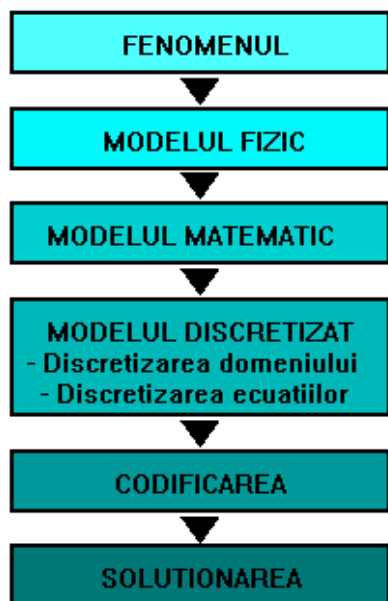 FENOMENUL
MODELUL FIZIC
MODELUL MATEMATIC
MODELUL DISCRETIZAT
- Discretizarea domeniului
- Discretizarea ecuatiilor
CODIFICAREA
SOLUTIONAREA